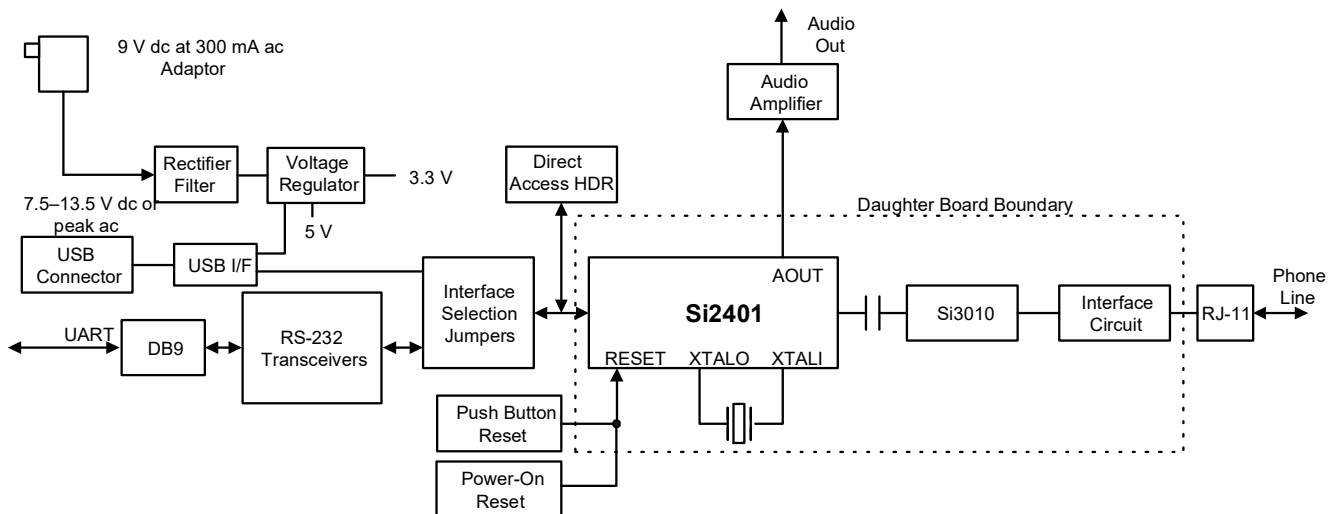 Audio
Out
9 V dc at 300 mA ac
Adaptor
Audio
Amplifier
Rectifier
Filter
Voltage
Regulator
3.3 V
Direct
Access HDR
7.5–13.5 V dc or
peak ac
5 V
Daughter Board Boundary
USB
Connector
USB I/F
Interface
Selection
Jumpers
AOUT
Si2401
RESET
XTALO
XTALI
Si3010
Interface
Circuit
RJ-11
Phone
Line
UART
DB9
RS-232
Transceivers
Push Button
Reset
Power-On
Reset